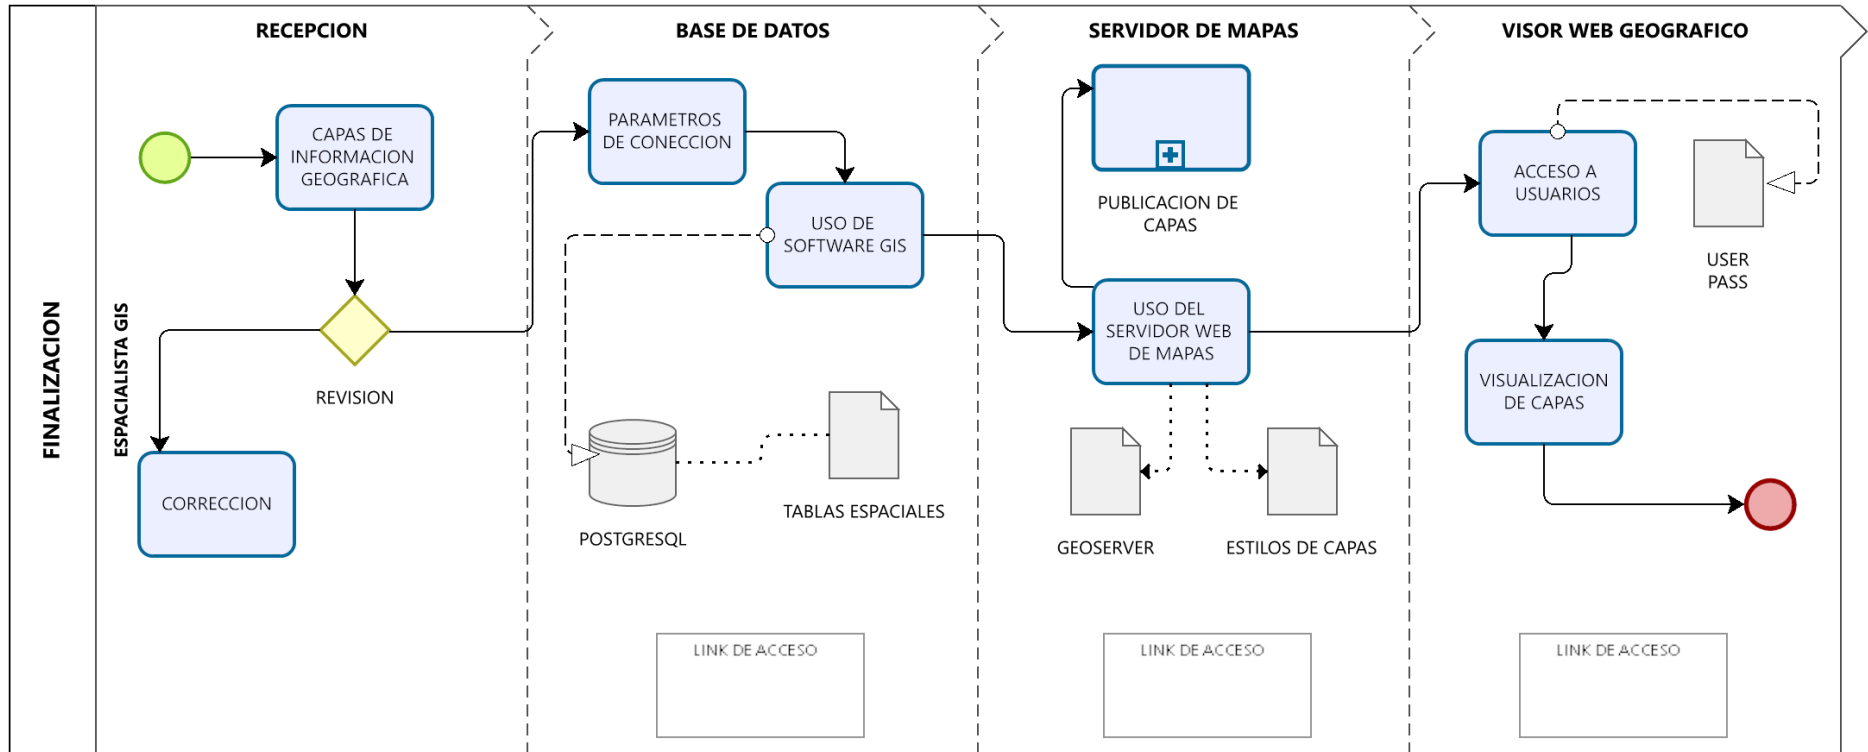 RECEPCION
BASE DE DATOS
SERVIDOR DE MAPAS
VISOR WEB GEOGRAFICO
FINALIZACION
ESPACIALISTA GIS
CAPAS DE
INFORMACION
GEOGRAFICA
REVISION
CORRECCION
PARAMETROS
DE CONECCION
USO DE
SOFTWARE GIS
POSTGRESQL
TABLAS ESPACIALES
LINK DE ACCESO
PUBLICACION DE
CAPAS
USO DEL
SERVIDOR WEB
DE MAPAS
GEOSERVER
ESTILOS DE CAPAS
LINK DE ACCESO
ACCESO A
USUARIOS
USER
PASS
VISUALIZACION
DE CAPAS
LINK DE ACCESO